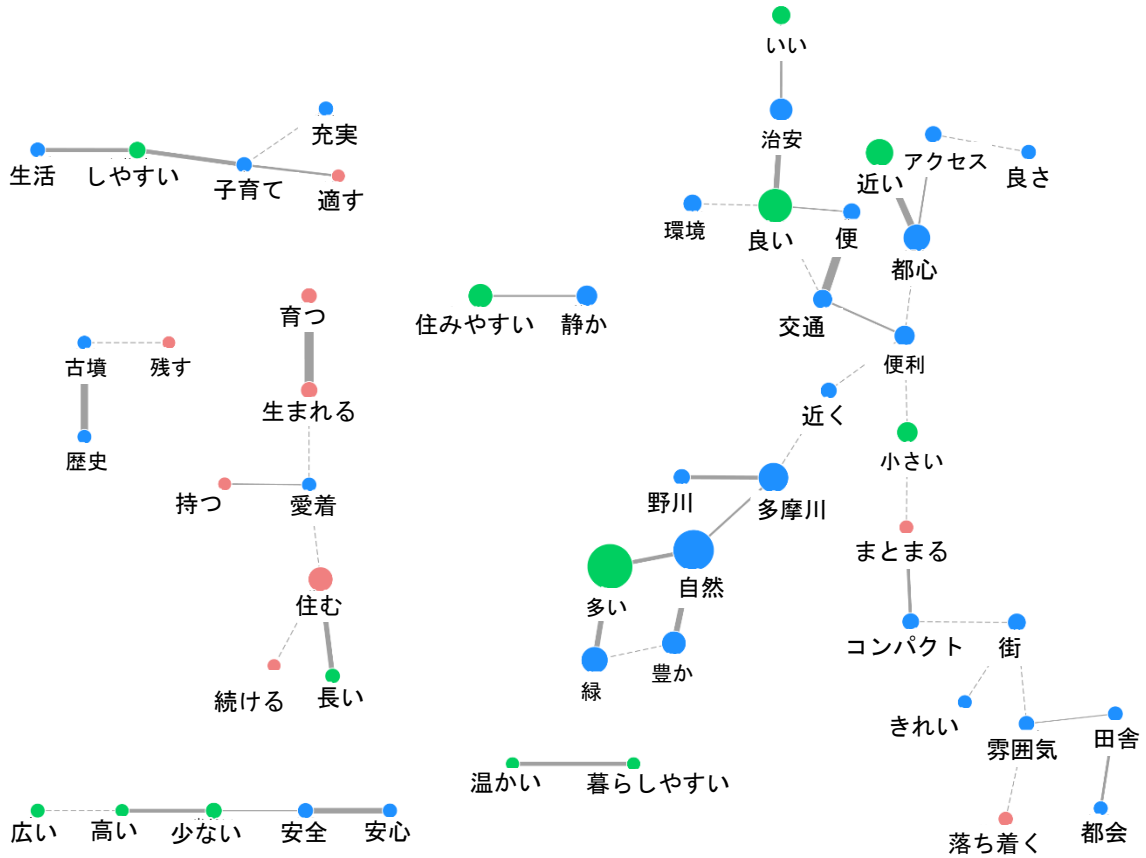 いい
充実
治安
生活
しやすい
子育て
適す
アクセス
良さ
近い
環境
良い
便
都心
育つ
住みやすい
静か
交通
古墳
残す
便利
生まれる
近く
歴史
小さい
持つ
愛着
野川
多摩川
まとまる
住む
多い
自然
コンパクト
街
続ける
長い
緑
豊か
きれい
雰囲気
田舎
温かい
暮らしやすい
広い
高い
少ない
安全
安心
落ち着く
都会